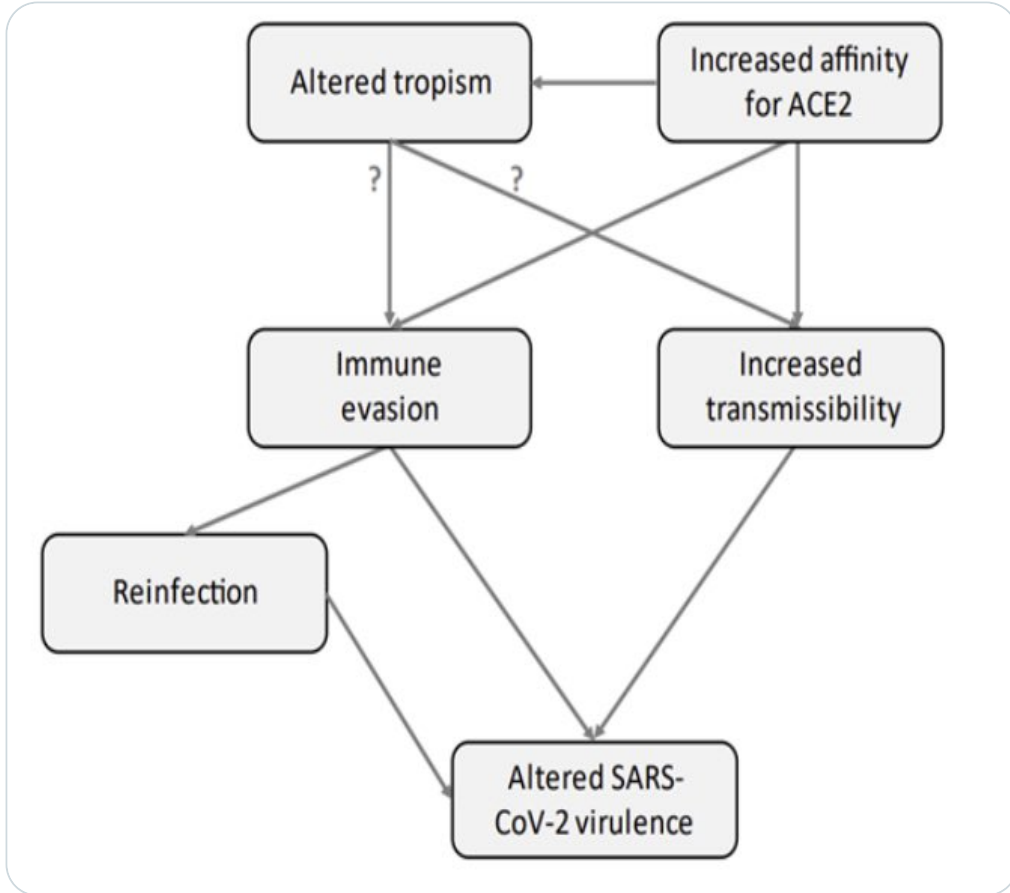 Altered tropism
Increased affinity
for ACE2
?
?
Immune
evasion
Increased
transmissibility
Reinfection
Altered SARS-
CoV-2 virulence